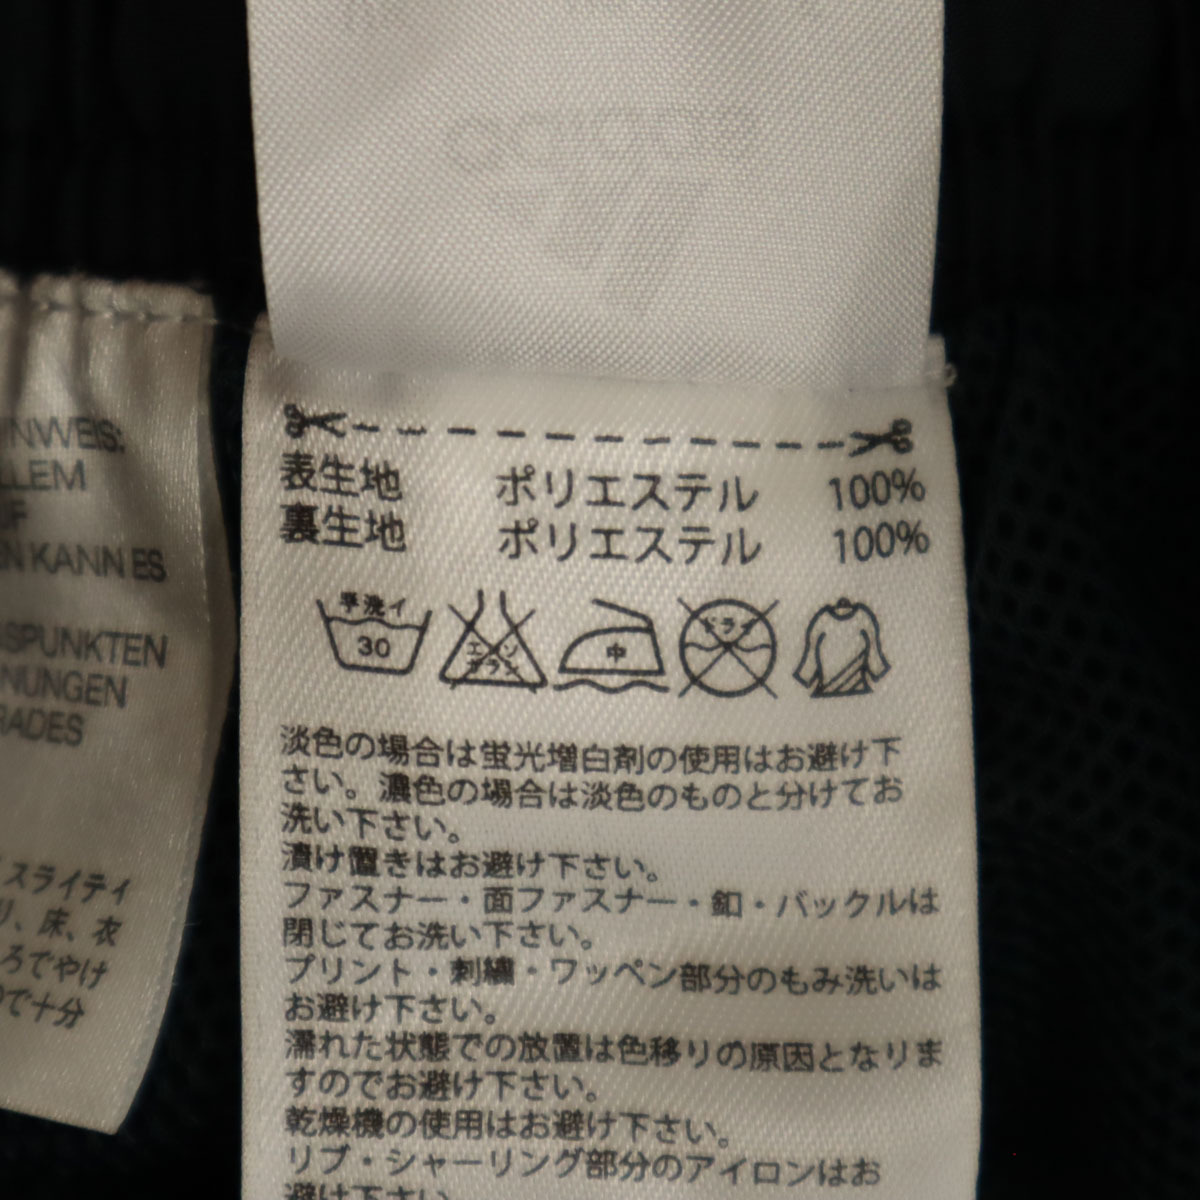 表生地 ポリエステル 100%
裏生地 ポリエステル 100%
手洗イ
30
エンソ
サラシ
中
ドライ
淡色の場合は蛍光増白剤の使用はお避け下
さい。濃色の場合は淡色のものと分けてお
洗い下さい。
漬け置きはお避け下さい。
ファスナー・面ファスナー・釦・バックルは
閉じてお洗い下さい。
プリント・刺繍・ワッペン部分のもみ洗いは
お避け下さい。
濡れた状態での放置は色移りの原因となりま
すのでお避け下さい。
乾燥機の使用はお避け下さい。
リブ・シャーリング部分のアイロンはお
避け下さい
NWEIS:
LLEM
UF
EN KANN ES
ASPUNKTEN
NUNGEN
RADES
スライティ
り、床、衣
ろでやけ
ので十分
adidas